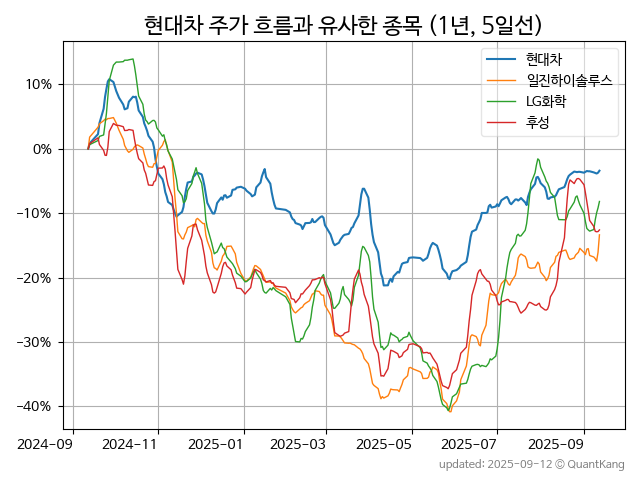 현대차 주가 흐름과 유사한 종목 (1년, 5일선)
현대차
일진하이솔루스
LG화학
후성
10%
0%
−10%
−20%
−30%
−40%
2024-09
2024-11
2025-01
2025-03
2025-05
2025-07
2025-09
updated: 2025-09-12 © QuantKang